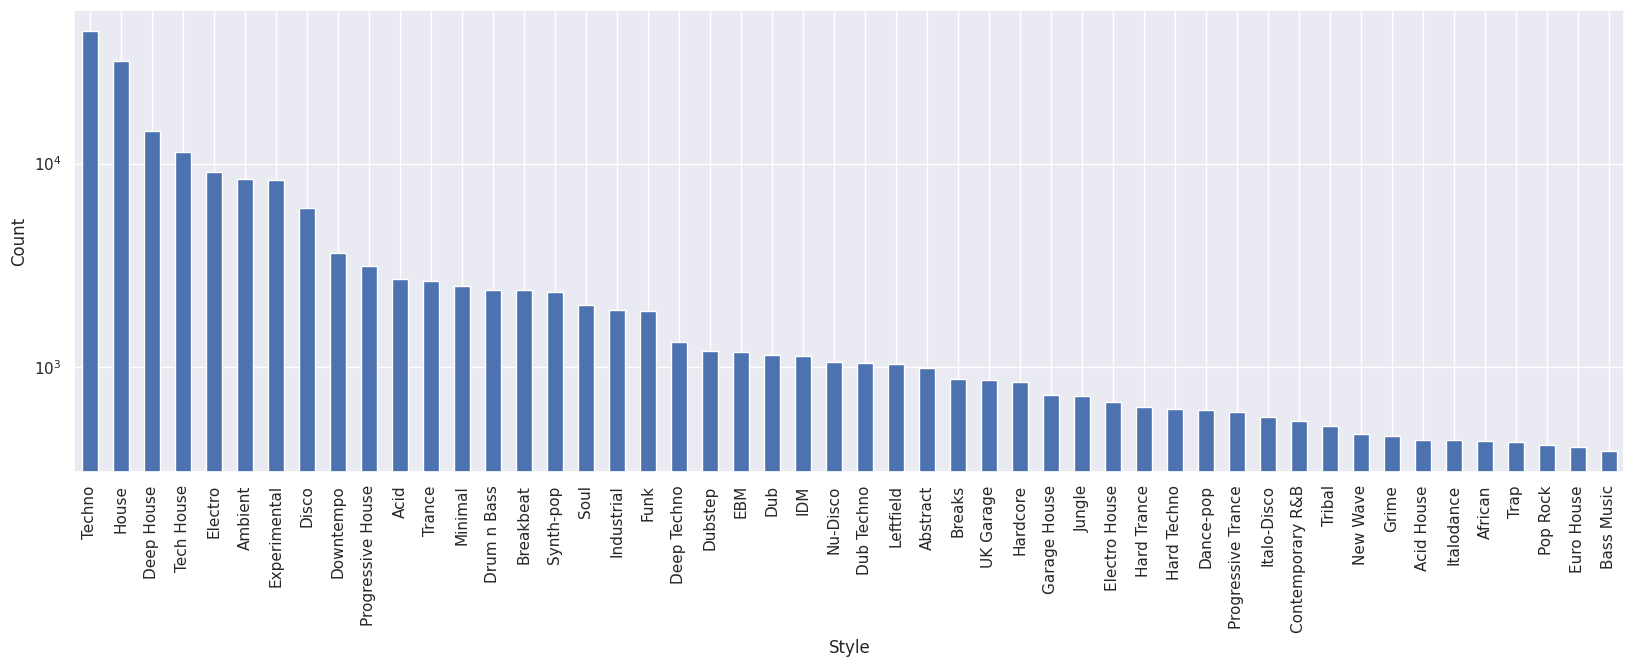 Count
10⁴
10³
Techno
House
Deep House
Tech House
Electro
Ambient
Experimental
Disco
Downtempo
Progressive House
Acid
Trance
Minimal
Drum n Bass
Breakbeat
Synth-pop
Soul
Industrial
Funk
Deep Techno
Dubstep
EBM
Dub
IDM
Nu-Disco
Dub Techno
Leftfield
Abstract
Breaks
UK Garage
Hardcore
Garage House
Jungle
Electro House
Hard Trance
Hard Techno
Dance-pop
Progressive Trance
Italo-Disco
Contemporary R&B
Tribal
New Wave
Grime
Acid House
Italodance
African
Trap
Pop Rock
Euro House
Bass Music
Style